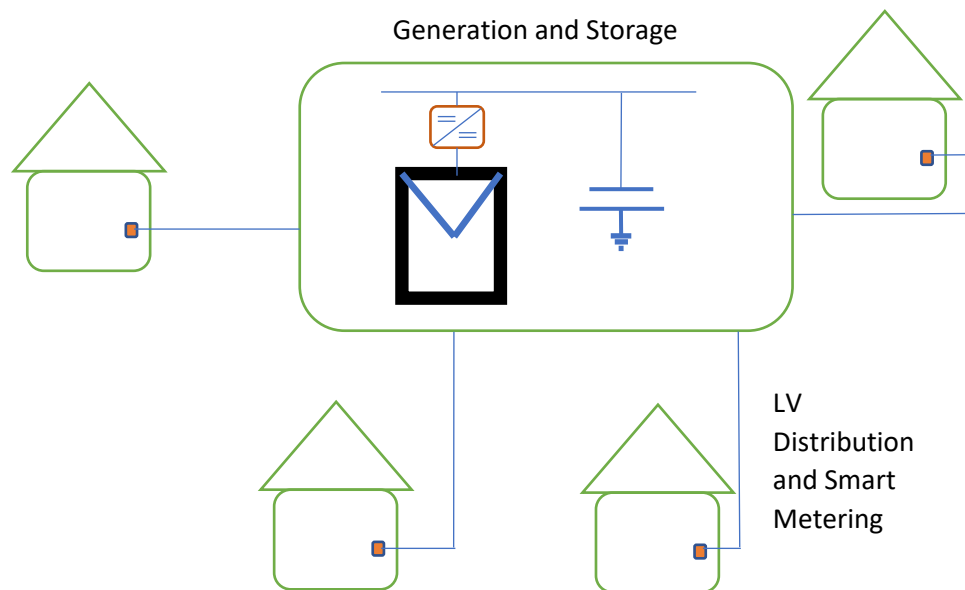 Generation and Storage
LV
Distribution
and Smart
Metering